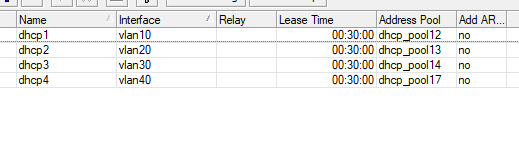 Name Interface Relay Lease Time Address Pool Add AR...
dhcp1 vlan10 00:30:00 dhcp_pool12 no
dhcp2 vlan20 00:30:00 dhcp_pool13 no
dhcp3 vlan30 00:30:00 dhcp_pool14 no
dhcp4 vlan40 00:30:00 dhcp_pool17 no